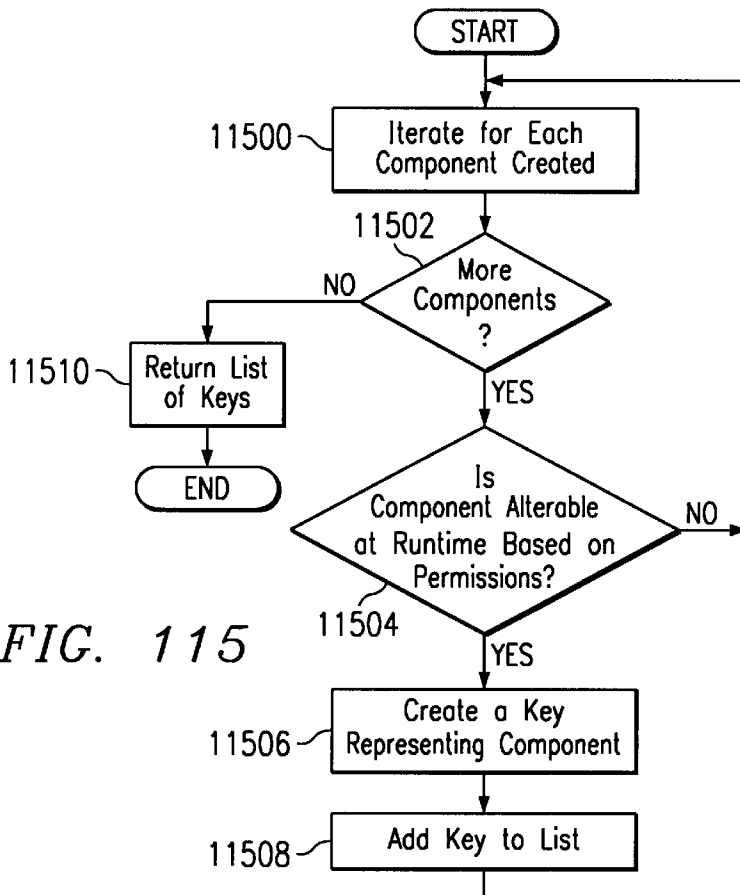 START
11500
Iterate for Each
Component Created
11502
More
Components
?
NO
YES
11510
Return List
of Keys
END
Is
Component Alterable
at Runtime Based on
Permissions?
NO
11504
YES
FIG. 115
11506
Create a Key
Representing Component
11508
Add Key to List